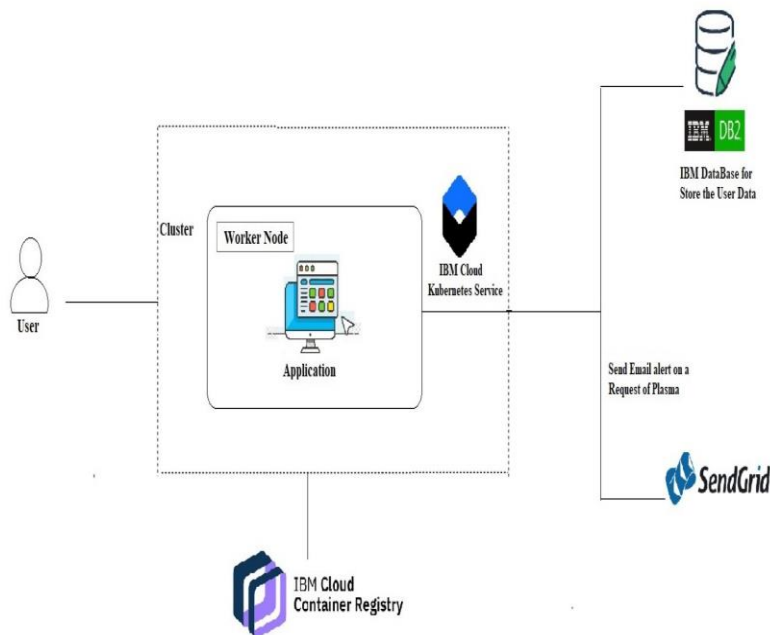 IBM DB2
IBM DataBase for
Store the User Data
Cluster
Worker Node
IBM Cloud
Kubernetes Service
User
Application
Send Email alert on a
Request of Plasma
SendGrid
IBM Cloud
Container Registry